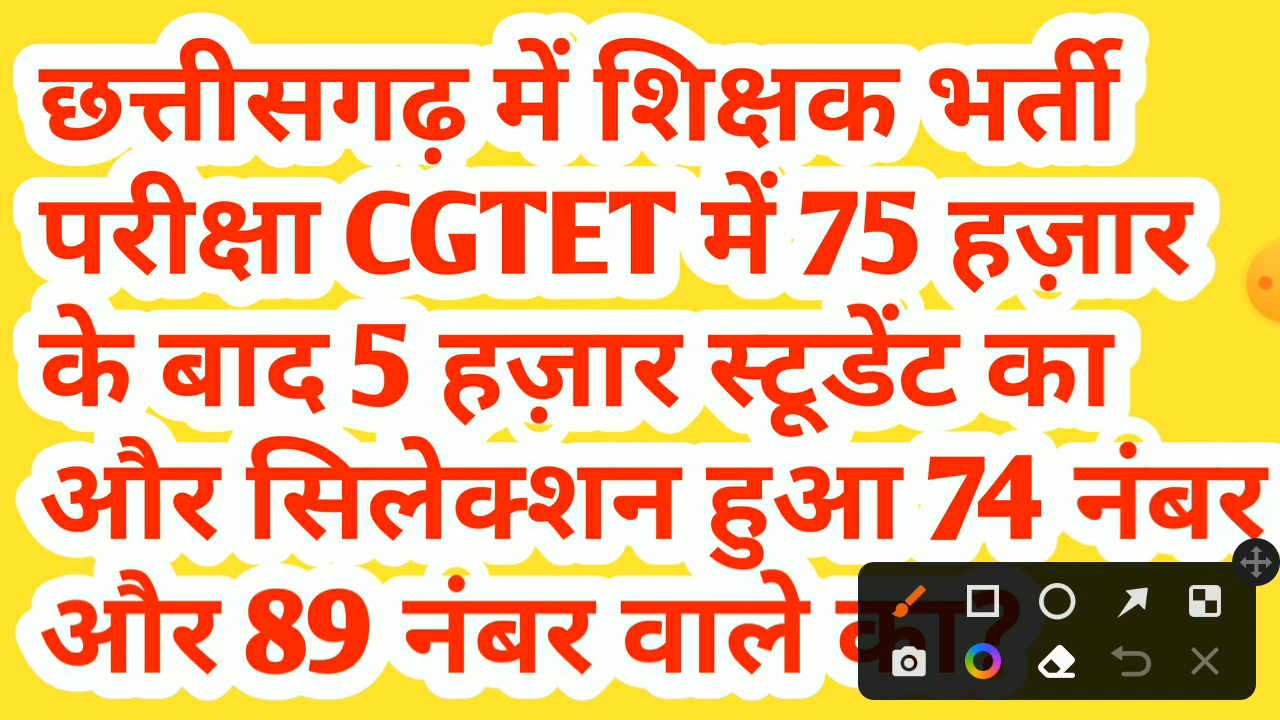 छत्तीसगढ़ में शिक्षक भर्ती
परीक्षा CGTET में 75 हज़ार
के बाद 5 हज़ार स्टूडेंट का
और सिलेक्शन हुआ 74 नंबर
और 89 नंबर वाले का?